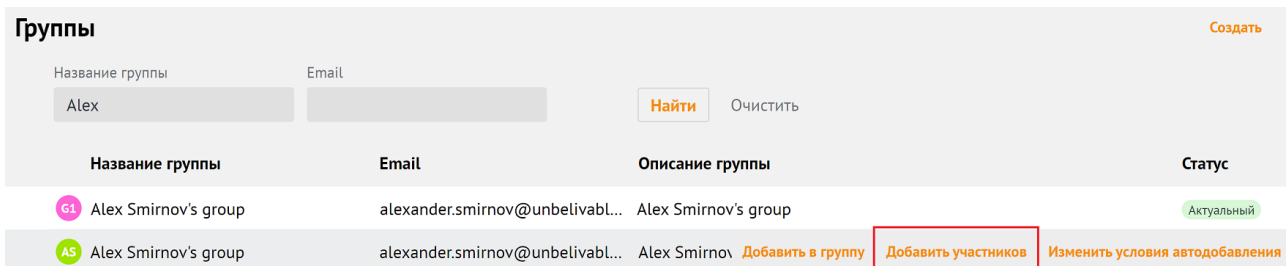 Группы Создать
Название группы Email
Alex Найти Очистить
Название группы Email Описание группы Статус
G1 Alex Smirnov's group alexander.smirnov@unbelivabl... Alex Smirnov's group Актуальный
AS Alex Smirnov's group alexander.smirnov@unbelivabl... Alex Smirnov Добавить в группу Добавить участников Изменить условия автодобавления